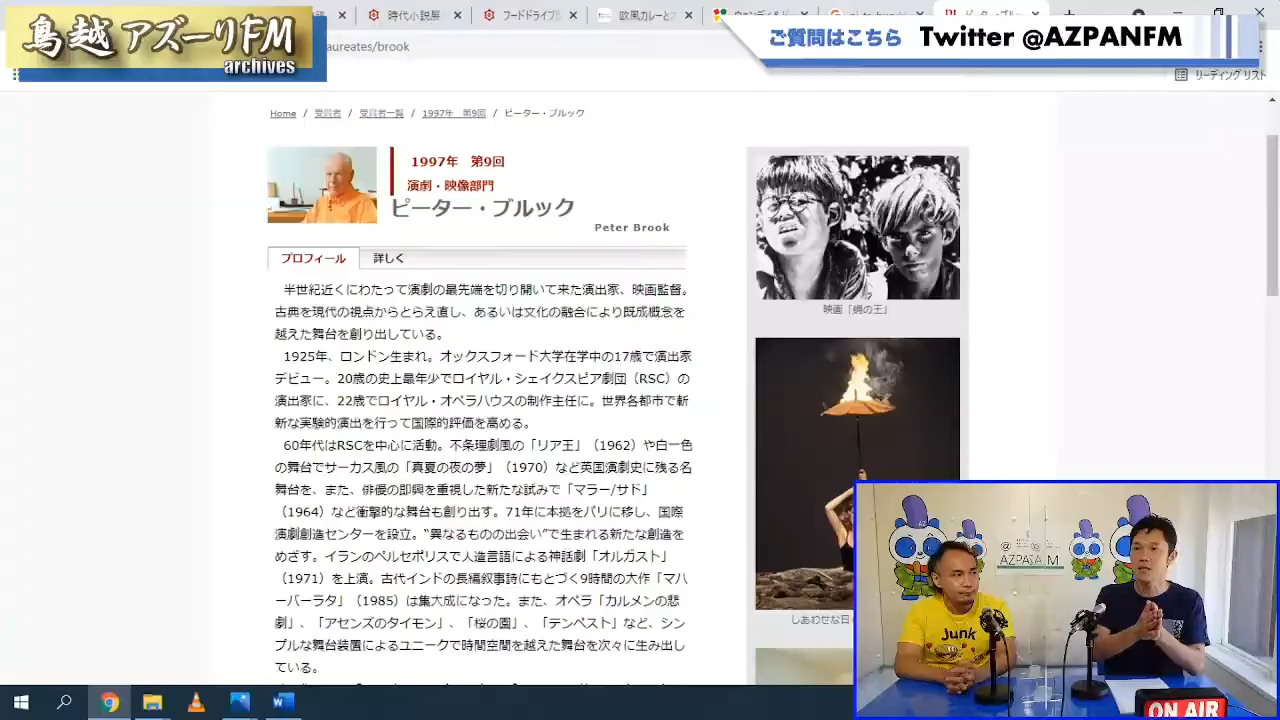 鳥越アズーりFM
archives
ご質問はこちら Twitter @AZPANFM
時代小説展
フードドライブ
欧風カレーと
ピーター・ブル
aureates/brook
リーディング リスト
Home / 受賞者 / 受賞者一覧 / 1997年 第9回 / ピーター・ブルック
1997年 第9回
演劇・映像部門
ピーター・ブルック
Peter Brook
プロフィール 詳しく
半世紀近くにわたって演劇の最先端を切り開いて来た演出家、映画監督。
古典を現代の視点からとらえ直し、あるいは文化の融合により既成概念を
越えた舞台を創り出している。
1925年、ロンドン生まれ。オックスフォード大学在学中の17歳で演出家
デビュー。20歳の史上最年少でロイヤル・シェイクスピア劇団（RSC）の
演出家に、22歳でロイヤル・オペラハウスの制作主任に。世界各都市で斬
新な実験的演出を行って国際的評価を高める。
60年代はRSCを中心に活動。不条理劇風の「リア王」（1962）や白一色
の舞台でサーカス風の「真夏の夜の夢」（1970）など英国演劇史に残る名
舞台を、また、俳優の即興を重視した新たな試みで「マラー/サド」
（1964）など衝撃的な舞台も創り出す。71年に本拠をパリに移し、国際
演劇創造センターを設立。“異なるものの出会い”で生まれる新たな創造を
めざす。イランのペルセポリスで人造言語による神話劇「オルガスト」
（1971）を上演。古代インドの長編叙事詩にもとづく9時間の大作「マハ
ーバーラタ」（1985）は集大成になった。また、オペラ「カルメンの悲
劇」、「アセンズのタイモン」、「桜の園」、「テンペスト」など、シン
プルな舞台装置によるユニークで時間空間を越えた舞台を次々に生み出し
ている。
映画「蝿の王」
しあわせな日
Junk
ON AIR